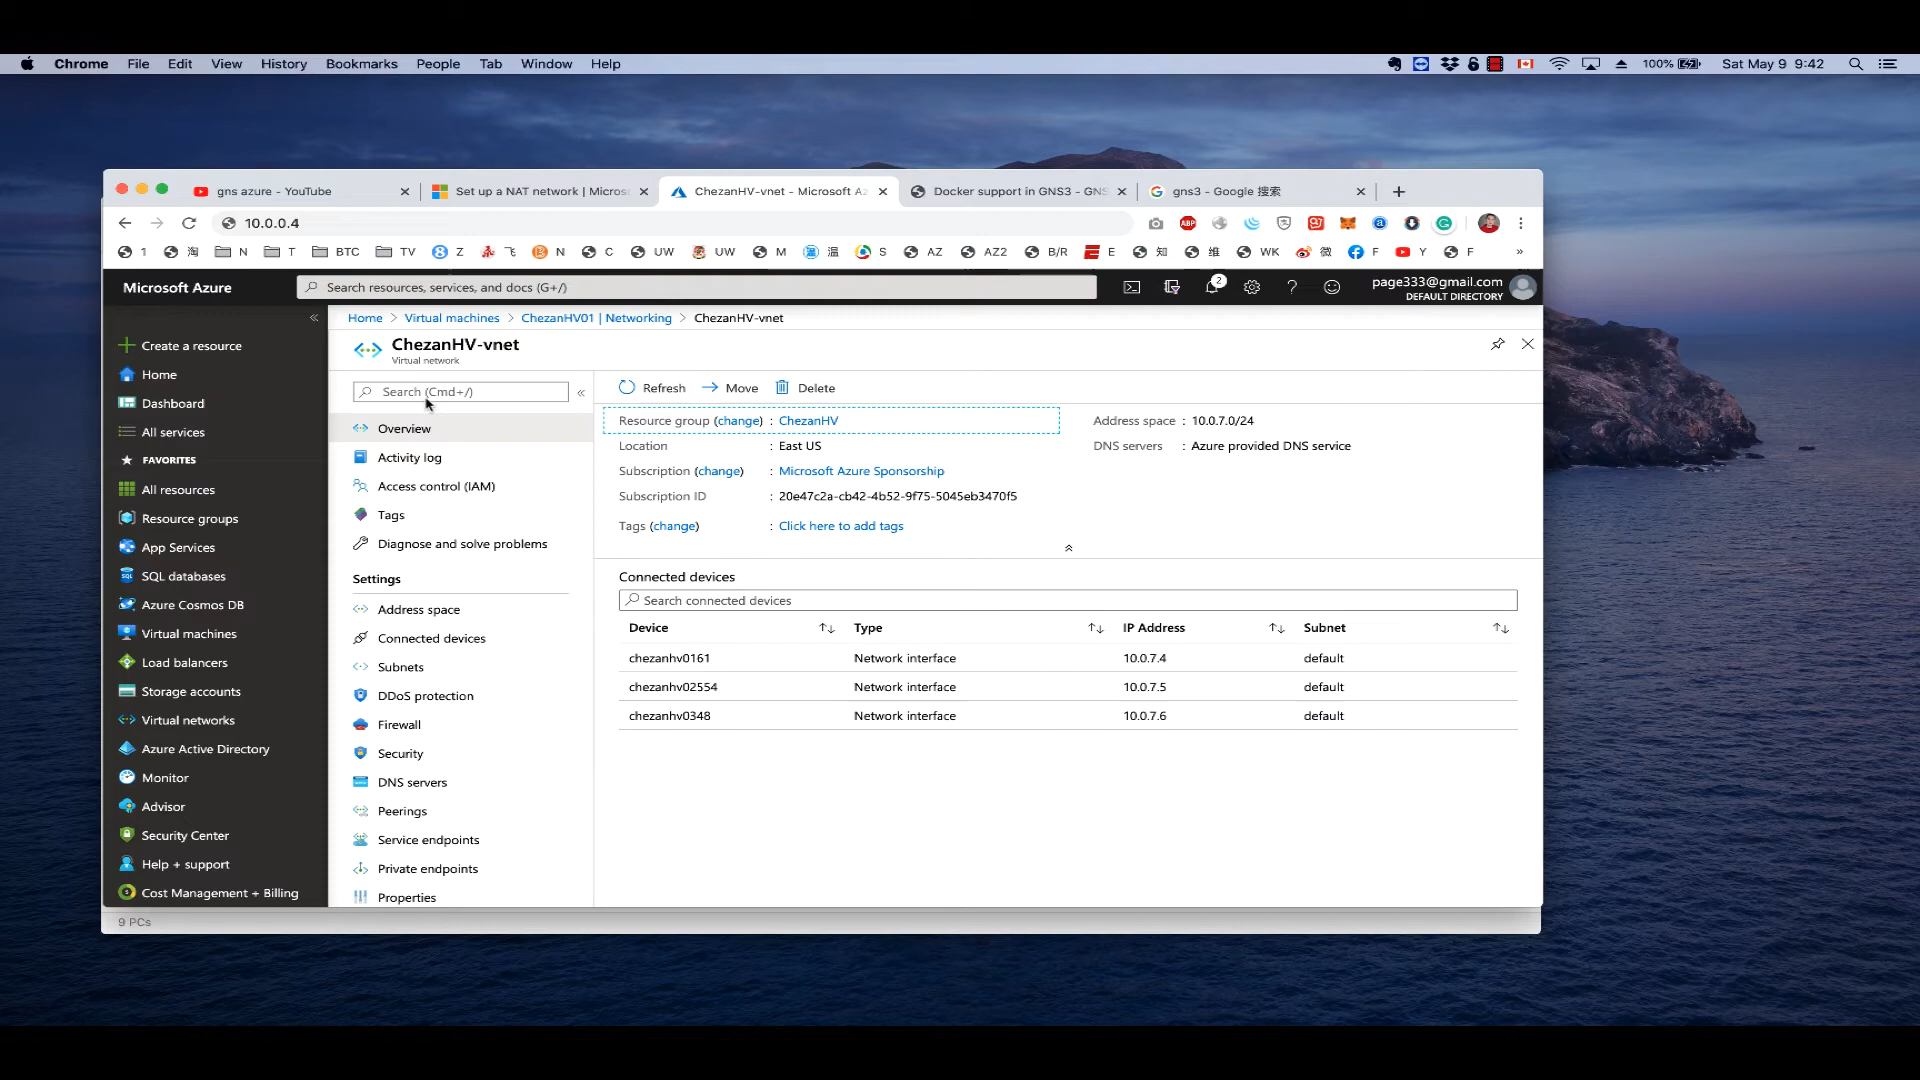 Chrome File Edit View History Bookmarks People Tab Window Help
100% Sat May 9 9:42
gns azure - YouTube
Set up a NAT network | Micros
ChezanHV-vnet - Microsoft Az
Docker support in GNS3 - GNS
gns3 - Google 搜索
10.0.0.4
1 淘 N T BTC TV Z 飞 N C UW UW M 温 S AZ AZ2 B/R E 知 维 WK 微 F Y F »
Microsoft Azure
Search resources, services, and docs (G+/)
2
page333@gmail.com
DEFAULT DIRECTORY
Home > Virtual machines > ChezanHV01 | Networking > ChezanHV-vnet
ChezanHV-vnet
Virtual network
Create a resource
Home
Dashboard
All services
FAVORITES
All resources
Resource groups
App Services
SQL databases
Azure Cosmos DB
Virtual machines
Load balancers
Storage accounts
Virtual networks
Azure Active Directory
Monitor
Advisor
Security Center
Help + support
Cost Management + Billing
Search (Cmd+/)
Overview
Activity log
Access control (IAM)
Tags
Diagnose and solve problems
Settings
Address space
Connected devices
Subnets
DDoS protection
Firewall
Security
DNS servers
Peerings
Service endpoints
Private endpoints
Properties
Refresh Move Delete
Resource group (change) : ChezanHV
Location : East US
Subscription (change) : Microsoft Azure Sponsorship
Subscription ID : 20e47c2a-cb42-4b52-9f75-5045eb3470f5
Tags (change) : Click here to add tags
Address space : 10.0.7.0/24
DNS servers : Azure provided DNS service
Connected devices
Search connected devices
Device Type IP Address Subnet
chezanhv0161 Network interface 10.0.7.4 default
chezanhv02554 Network interface 10.0.7.5 default
chezanhv0348 Network interface 10.0.7.6 default
9 PCs